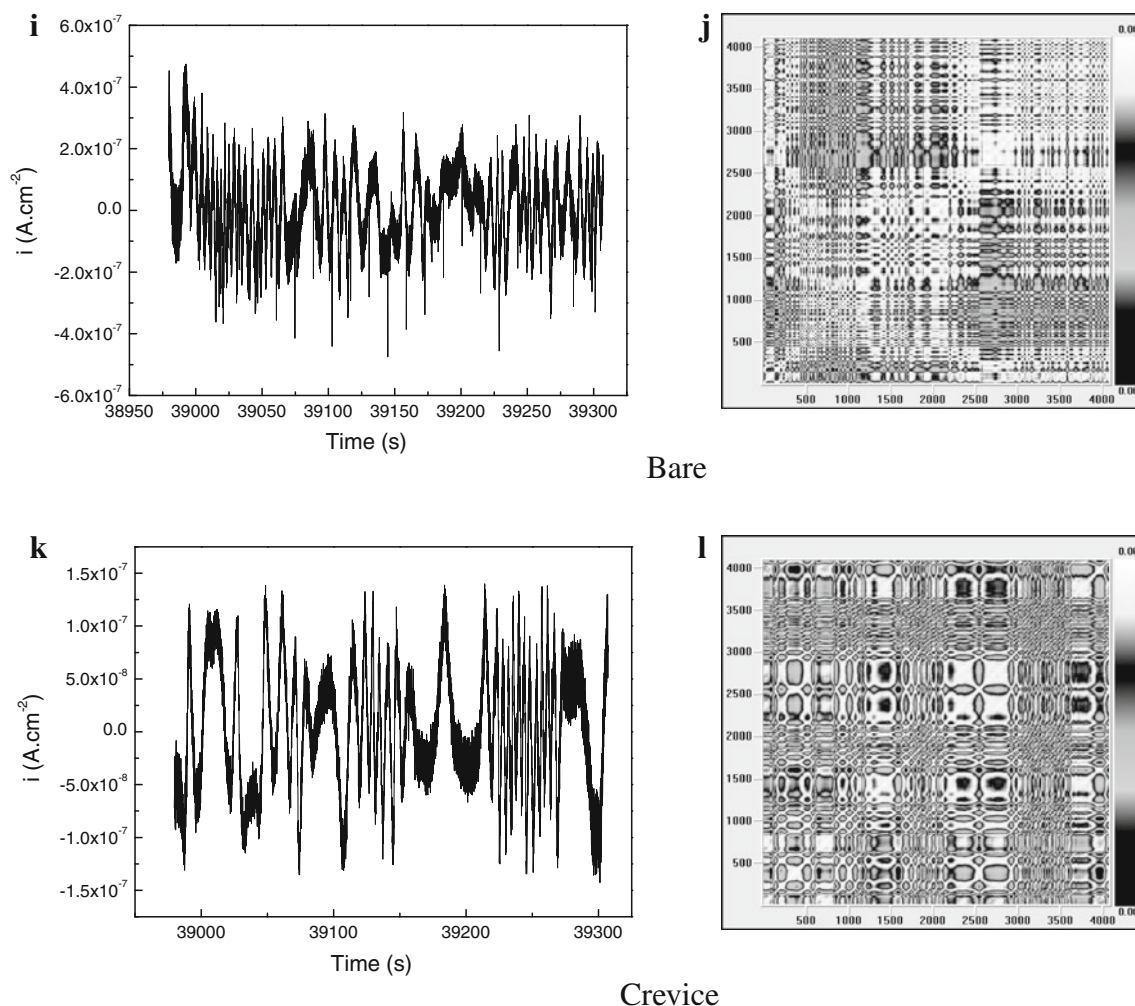 i
6.0x10-7
4.0x10-7
2.0x10-7
0.0
-2.0x10-7
-4.0x10-7
-6.0x10-7
i (A.cm-2)
38950 39000 39050 39100 39150 39200 39250 39300
Time (s)
j
4000
3500
3000
2500
2000
1500
1000
500
500 1000 1500 2000 2500 3000 3500 4000
0.00
Bare
k
1.5x10-7
1.0x10-7
5.0x10-8
0.0
-5.0x10-8
-1.0x10-7
-1.5x10-7
i (A.cm-2)
39000 39100 39200 39300
Time (s)
l
4000
3500
3000
2500
2000
1500
1000
500
500 1000 1500 2000 2500 3000 3500 4000
Crevice